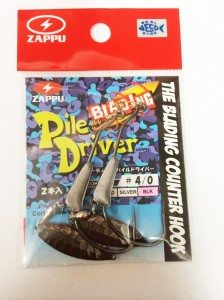 ZAPPU
ZAPPU
BLADING
Pile
Driver
THE BLADING COUNTER HOOK
パイルドライバー
2本入
#4/0
SILVER
BLK